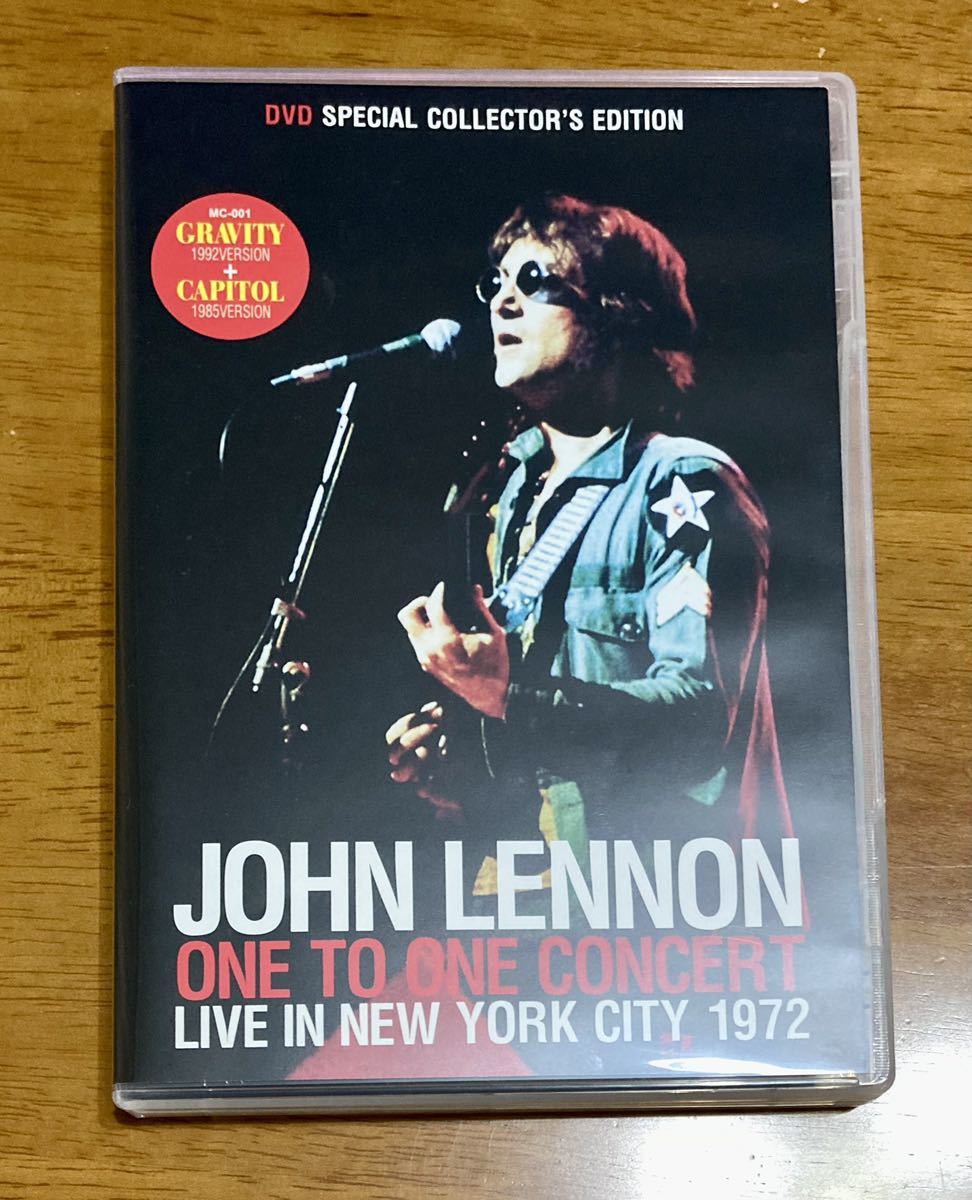 DVD SPECIAL COLLECTOR'S EDITION
MC-001
GRAVITY
1992VERSION
+
CAPITOL
1985VERSION
JOHN LENNON
ONE TO ONE CONCERT
LIVE IN NEW YORK CITY 1972